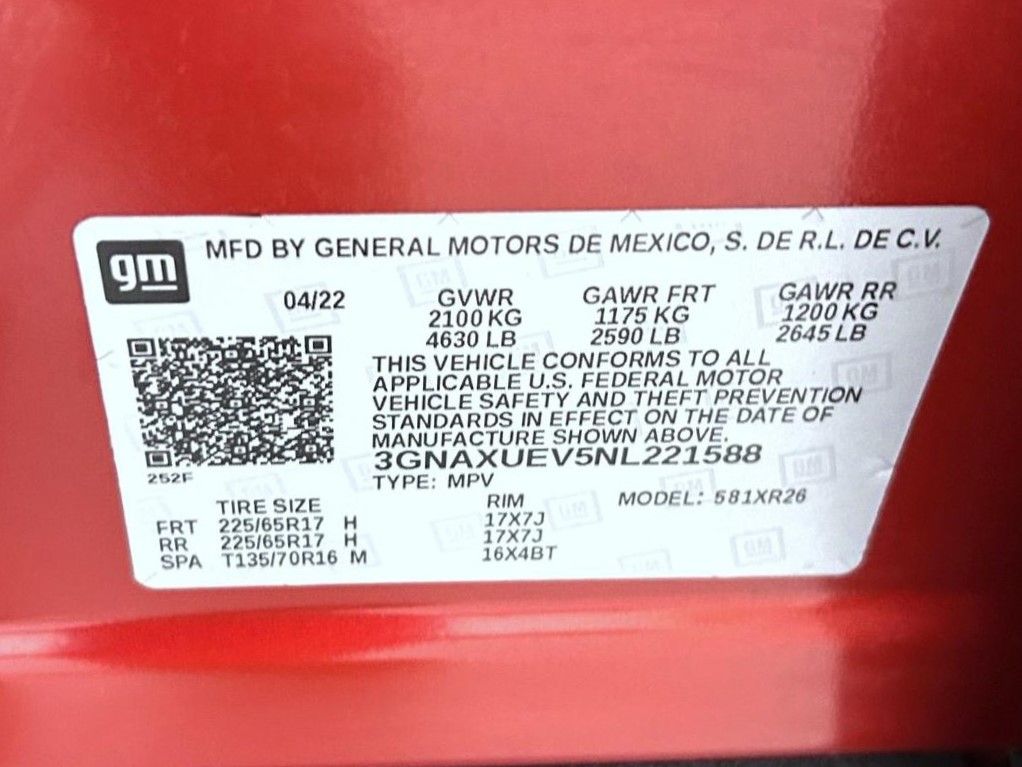 gm
MFD BY GENERAL MOTORS DE MEXICO, S. DE R.L. DE C.V.
04/22 GVWR GAWR FRT GAWR RR
2100 KG 1175 KG 1200 KG
4630 LB 2590 LB 2645 LB
THIS VEHICLE CONFORMS TO ALL
APPLICABLE U.S. FEDERAL MOTOR
VEHICLE SAFETY AND THEFT PREVENTION
STANDARDS IN EFFECT ON THE DATE OF
MANUFACTURE SHOWN ABOVE.
3GNAXUEV5NL221588
252F
TYPE: MPV
TIRE SIZE RIM MODEL: 581XR26
FRT 225/65R17 H 17X7J
RR 225/65R17 H 17X7J
SPA T135/70R16 M 16X4BT